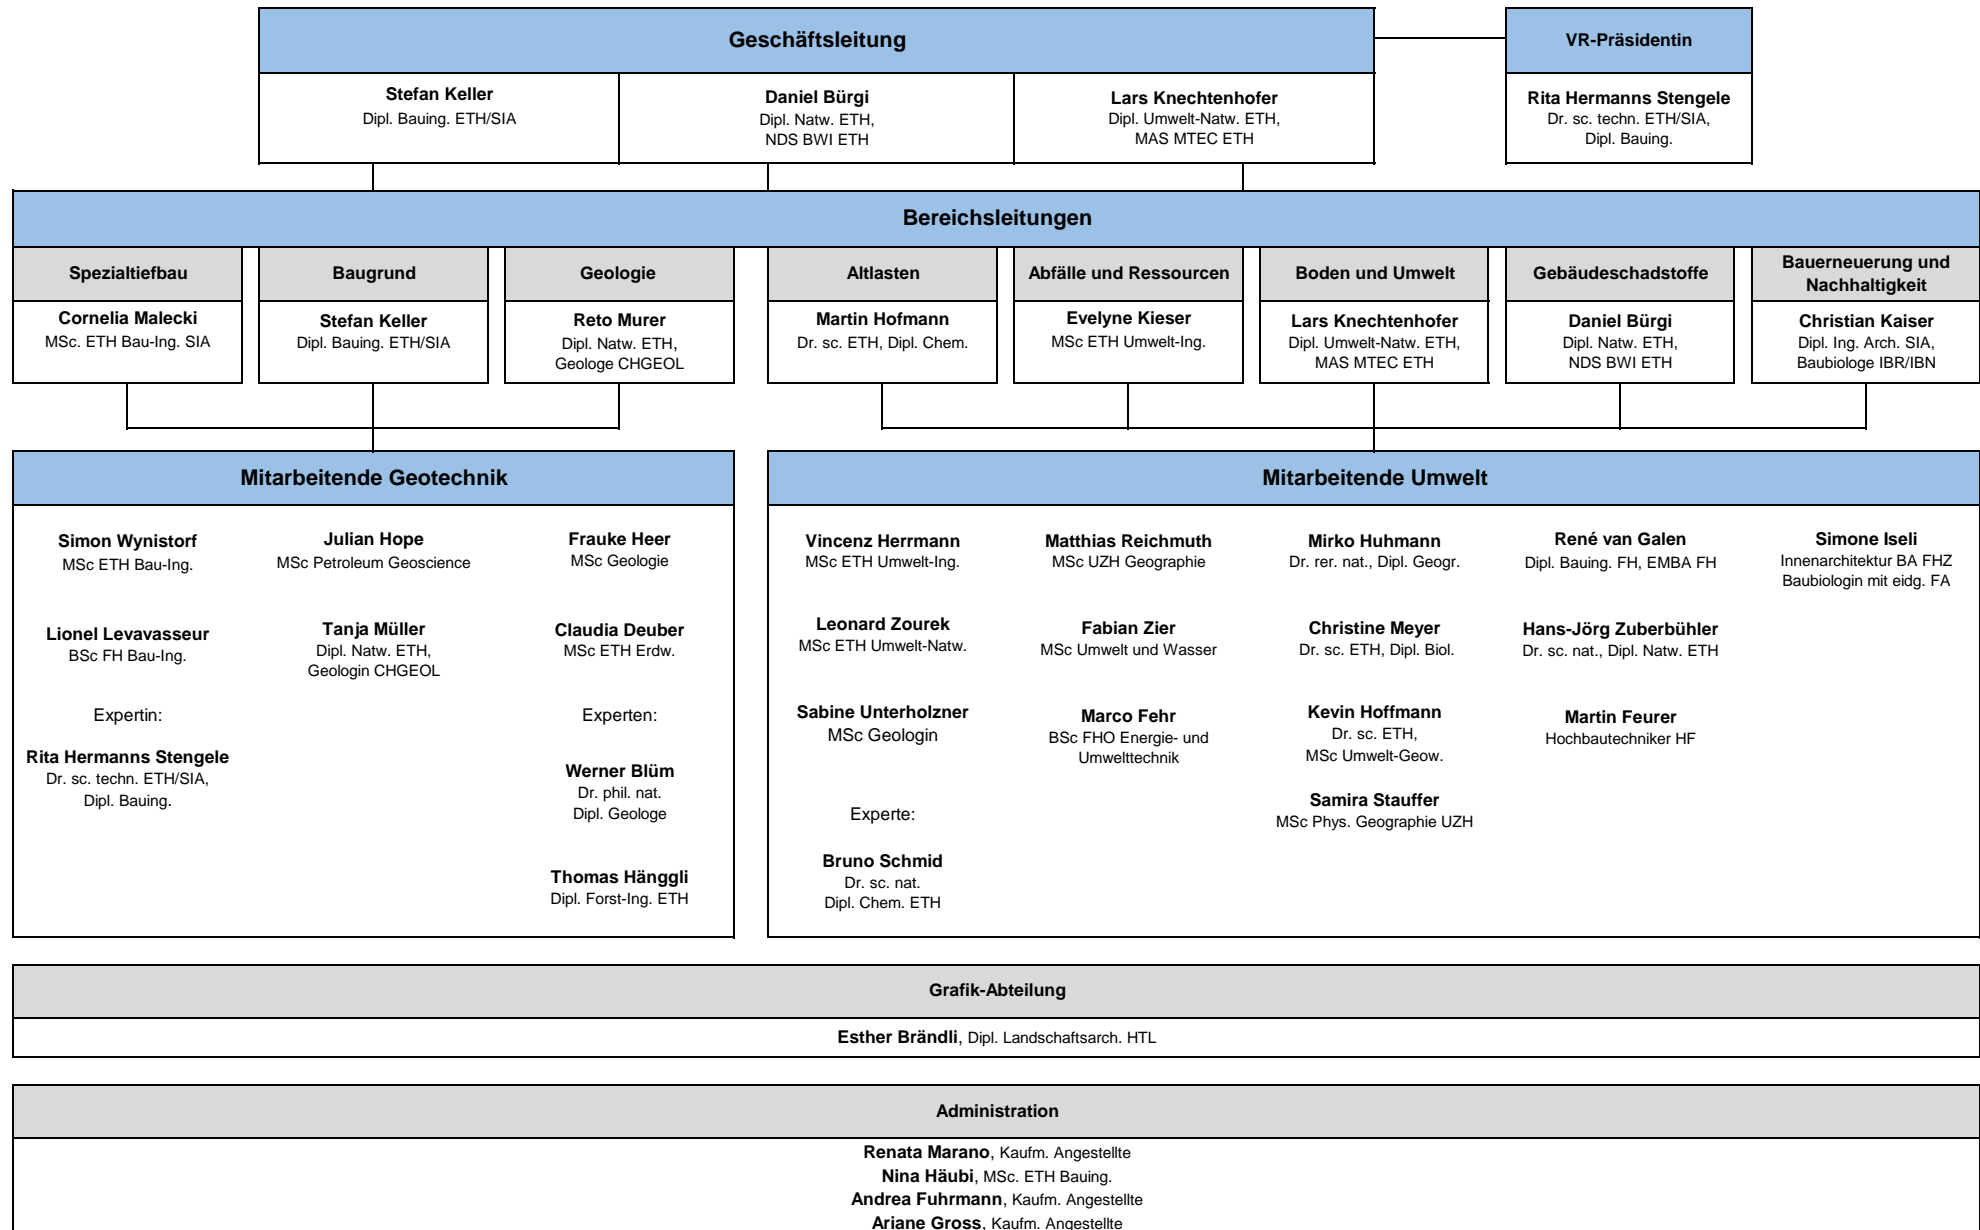 Geschäftsleitung
VR-Präsidentin
Stefan Keller
Dipl. Bauing. ETH/SIA
Daniel Bürgi
Dipl. Natw. ETH,
NDS BWI ETH
Lars Knechtenhofer
Dipl. Umwelt-Natw. ETH,
MAS MTEC ETH
Rita Hermanns Stengele
Dr. sc. techn. ETH/SIA,
Dipl. Bauing.
Bereichsleitungen
Spezialtiefbau
Cornelia Malecki
MSc. ETH Bau-Ing. SIA
Baugrund
Stefan Keller
Dipl. Bauing. ETH/SIA
Geologie
Reto Murer
Dipl. Natw. ETH,
Geologe CHGEOL
Altlasten
Martin Hofmann
Dr. sc. ETH, Dipl. Chem.
Abfälle und Ressourcen
Evelyne Kieser
MSc ETH Umwelt-Ing.
Boden und Umwelt
Lars Knechtenhofer
Dipl. Umwelt-Natw. ETH,
MAS MTEC ETH
Gebäudeschadstoffe
Daniel Bürgi
Dipl. Natw. ETH,
NDS BWI ETH
Bauerneuerung und
Nachhaltigkeit
Christian Kaiser
Dipl. Ing. Arch. SIA,
Baubiologe IBR/IBN
Mitarbeitende Geotechnik
Simon Wynistorf
MSc ETH Bau-Ing.
Lionel Levavasseur
BSc FH Bau-Ing.
Expertin:
Rita Hermanns Stengele
Dr. sc. techn. ETH/SIA,
Dipl. Bauing.
Julian Hope
MSc Petroleum Geoscience
Tanja Müller
Dipl. Natw. ETH,
Geologin CHGEOL
Frauke Heer
MSc Geologie
Claudia Deuber
MSc ETH Erdw.
Experten:
Werner Blüm
Dr. phil. nat.
Dipl. Geologe
Thomas Hänggli
Dipl. Forst-Ing. ETH
Mitarbeitende Umwelt
Vincenz Herrmann
MSc ETH Umwelt-Ing.
Leonard Zourek
MSc ETH Umwelt-Natw.
Sabine Unterholzner
MSc Geologin
Experte:
Bruno Schmid
Dr. sc. nat.
Dipl. Chem. ETH
Matthias Reichmuth
MSc UZH Geographie
Fabian Zier
MSc Umwelt und Wasser
Marco Fehr
BSc FHO Energie- und
Umwelttechnik
Mirko Huhmann
Dr. rer. nat., Dipl. Geogr.
Christine Meyer
Dr. sc. ETH, Dipl. Biol.
Kevin Hoffmann
Dr. sc. ETH,
MSc Umwelt-Geow.
Samira Stauffer
MSc Phys. Geographie UZH
René van Galen
Dipl. Bauing. FH, EMBA FH
Hans-Jörg Zuberbühler
Dr. sc. nat., Dipl. Natw. ETH
Martin Feurer
Hochbautechniker HF
Simone Iseli
Innenarchitektur BA FHZ
Baubiologin mit eidg. FA
Grafik-Abteilung
Esther Brändli, Dipl. Landschaftsarch. HTL
Administration
Renata Marano, Kaufm. Angestellte
Nina Häubi, MSc. ETH Bauing.
Andrea Fuhrmann, Kaufm. Angestellte
Ariane Gross, Kaufm. Angestellte